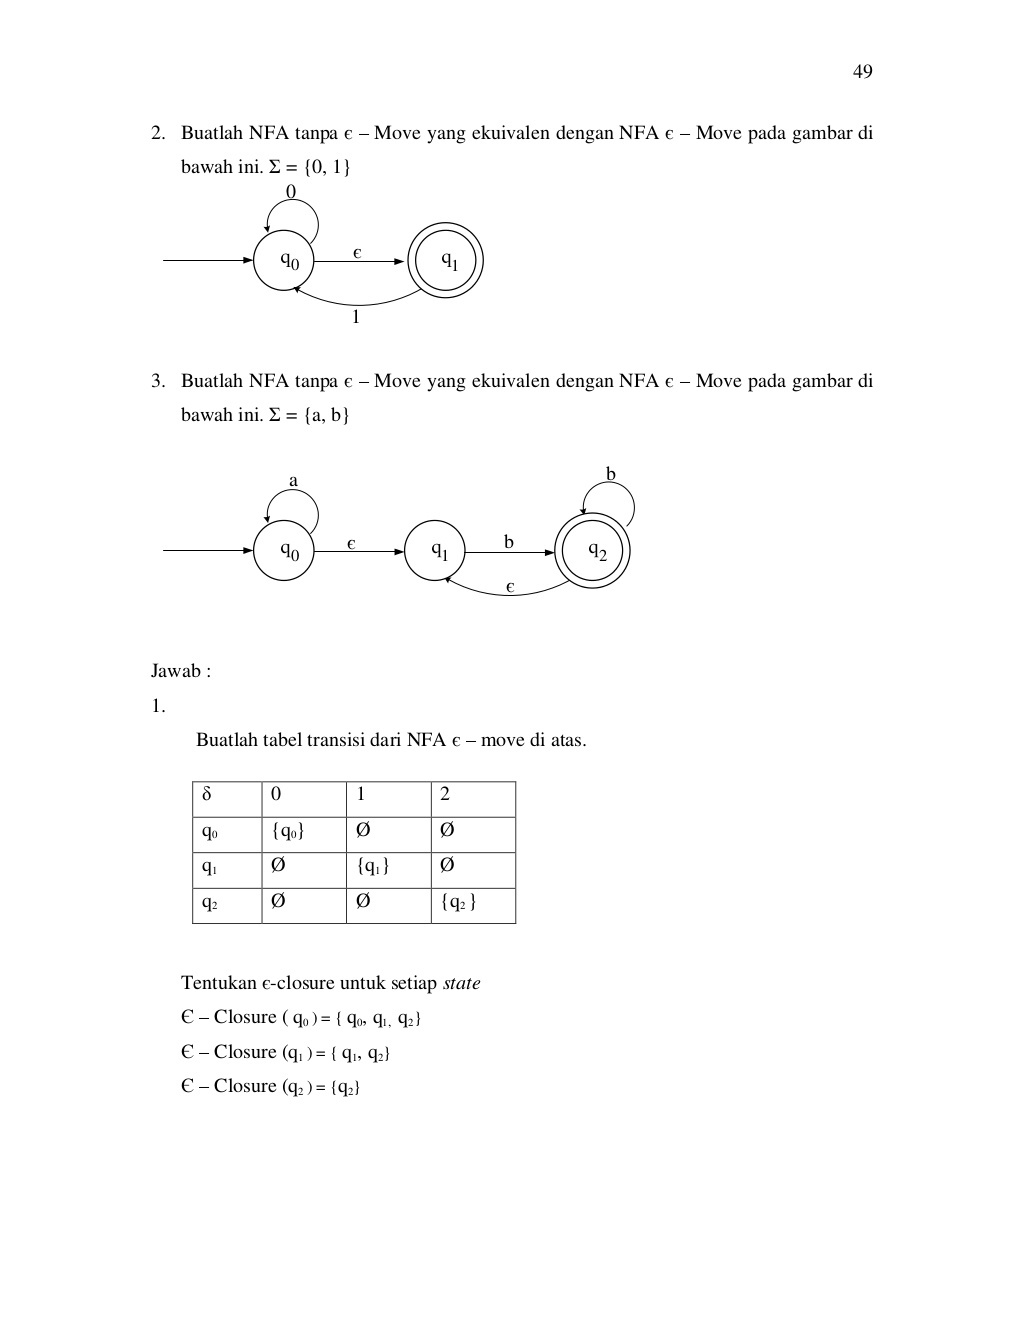 49
2. Buatlah NFA tanpa є – Move yang ekuivalen dengan NFA є – Move pada gambar di
bawah ini. Σ = {0, 1}
0
q0
є
q1
1
3. Buatlah NFA tanpa є – Move yang ekuivalen dengan NFA є – Move pada gambar di
bawah ini. Σ = {a, b}
a
b
q0
є
q1
b
q2
є
Jawab :
1.
Buatlah tabel transisi dari NFA є – move di atas.
δ 0 1 2
q0 {q0} Ø Ø
q1 Ø {q1} Ø
q2 Ø Ø {q2 }
Tentukan є-closure untuk setiap state
Є – Closure ( q0 ) = { q0, q1, q2}
Є – Closure (q1 ) = { q1, q2}
Є – Closure (q2 ) = {q2}